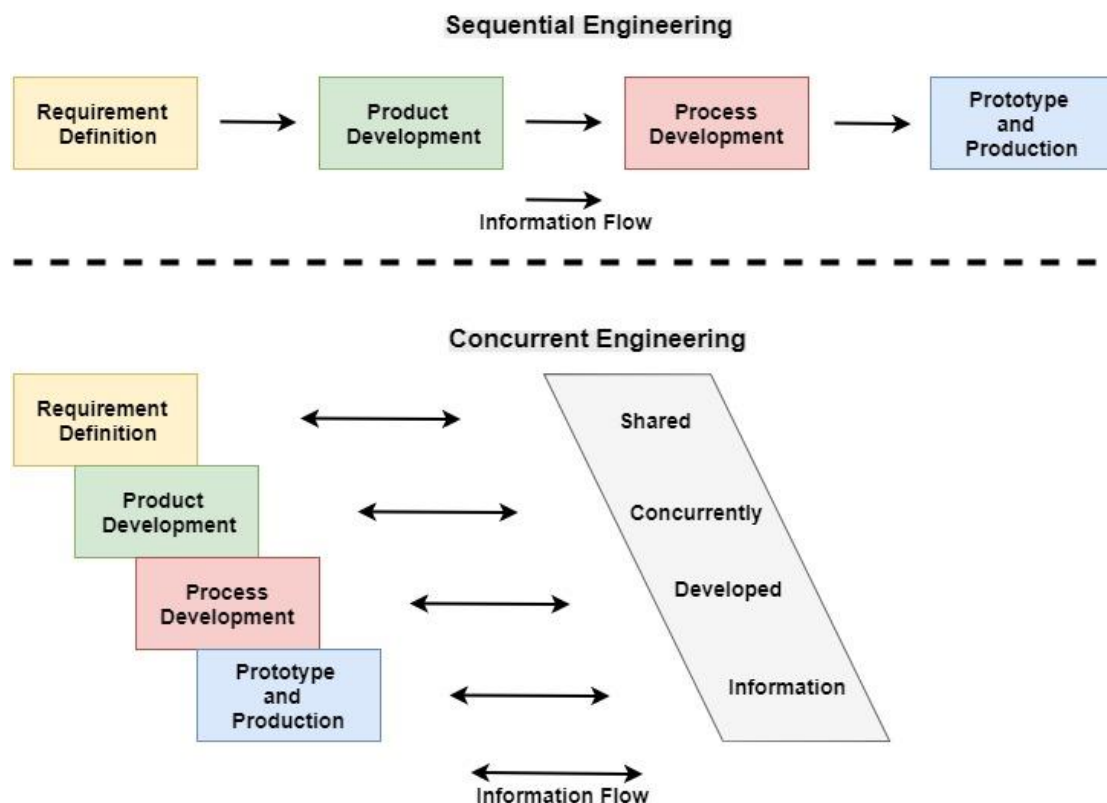 Sequential Engineering
Requirement
Definition
Product
Development
Process
Development
Prototype
and
Production
Information Flow
Concurrent Engineering
Requirement
Definition
Product
Development
Process
Development
Prototype
and
Production
Shared
Concurrently
Developed
Information
Information Flow